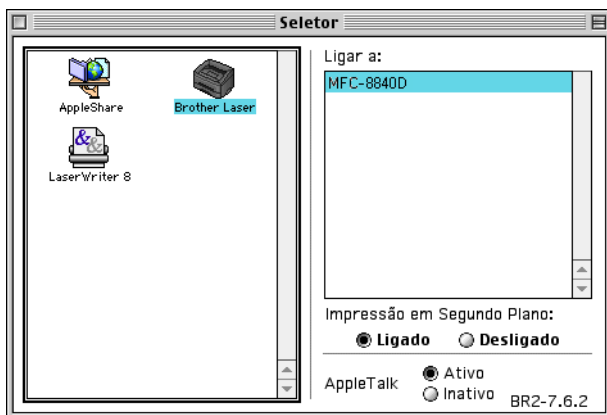 Seletor
AppleShare
Brother Laser
LaserWriter 8
Ligar a:
MFC-8840D
Impressão em Segundo Plano:
Ligado Desligado
AppleTalk
Ativo
Inativo
BR2-7.6.2